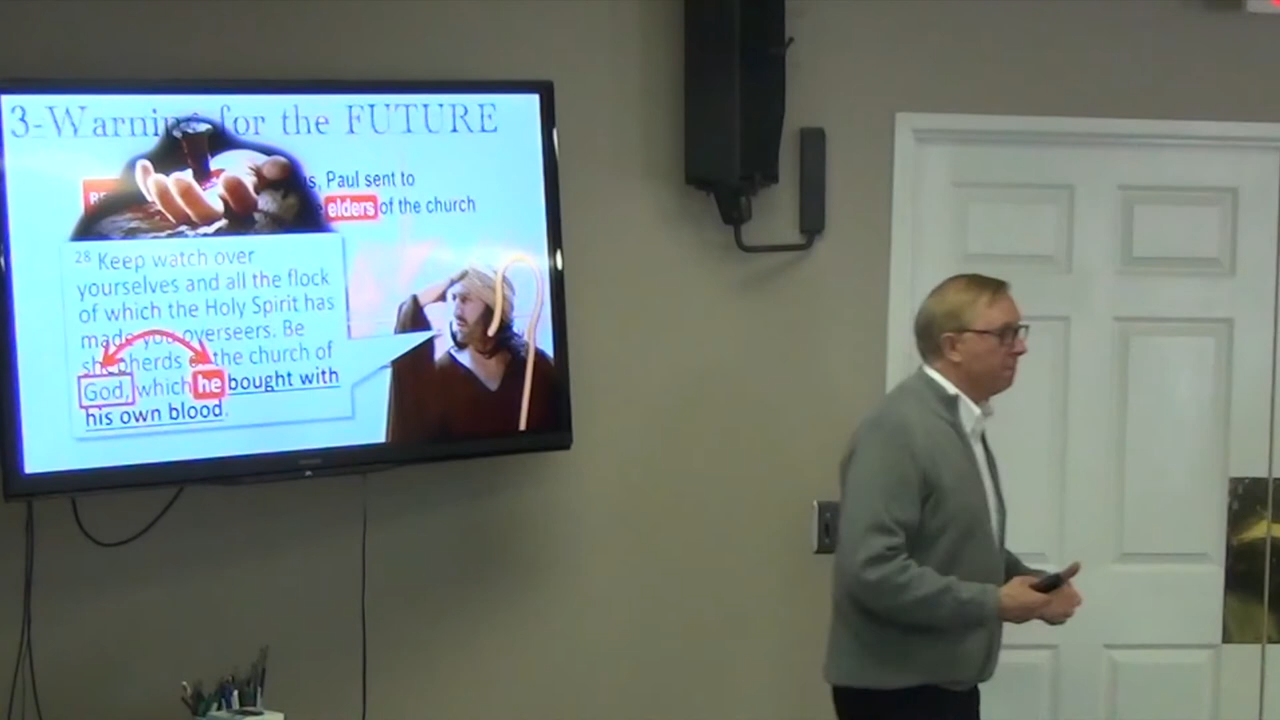 3-Warning for the FUTURE
Paul sent to
elders of the church
28 Keep watch over
yourselves and all the flock
of which the Holy Spirit has
made you overseers. Be
shepherds of the church of
God, which he bought with
his own blood.